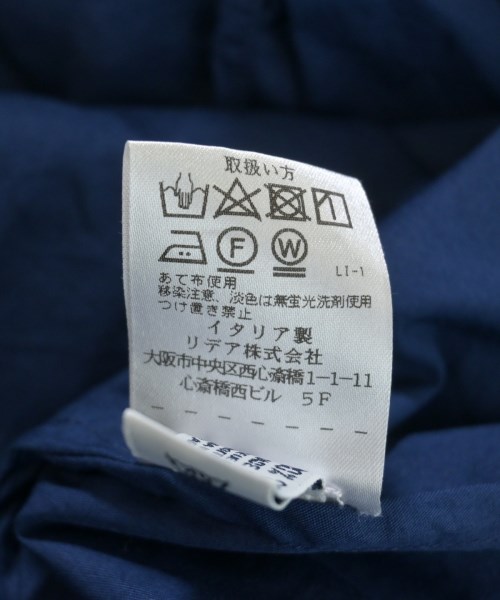 取扱い方
F W
LI-1
あて布使用
移染注意、淡色は無蛍光洗剤使用
つけ置き禁止
イタリア製
リデア株式会社
大阪市中央区西心斎橋1-1-11
心斎橋西ビル 5F